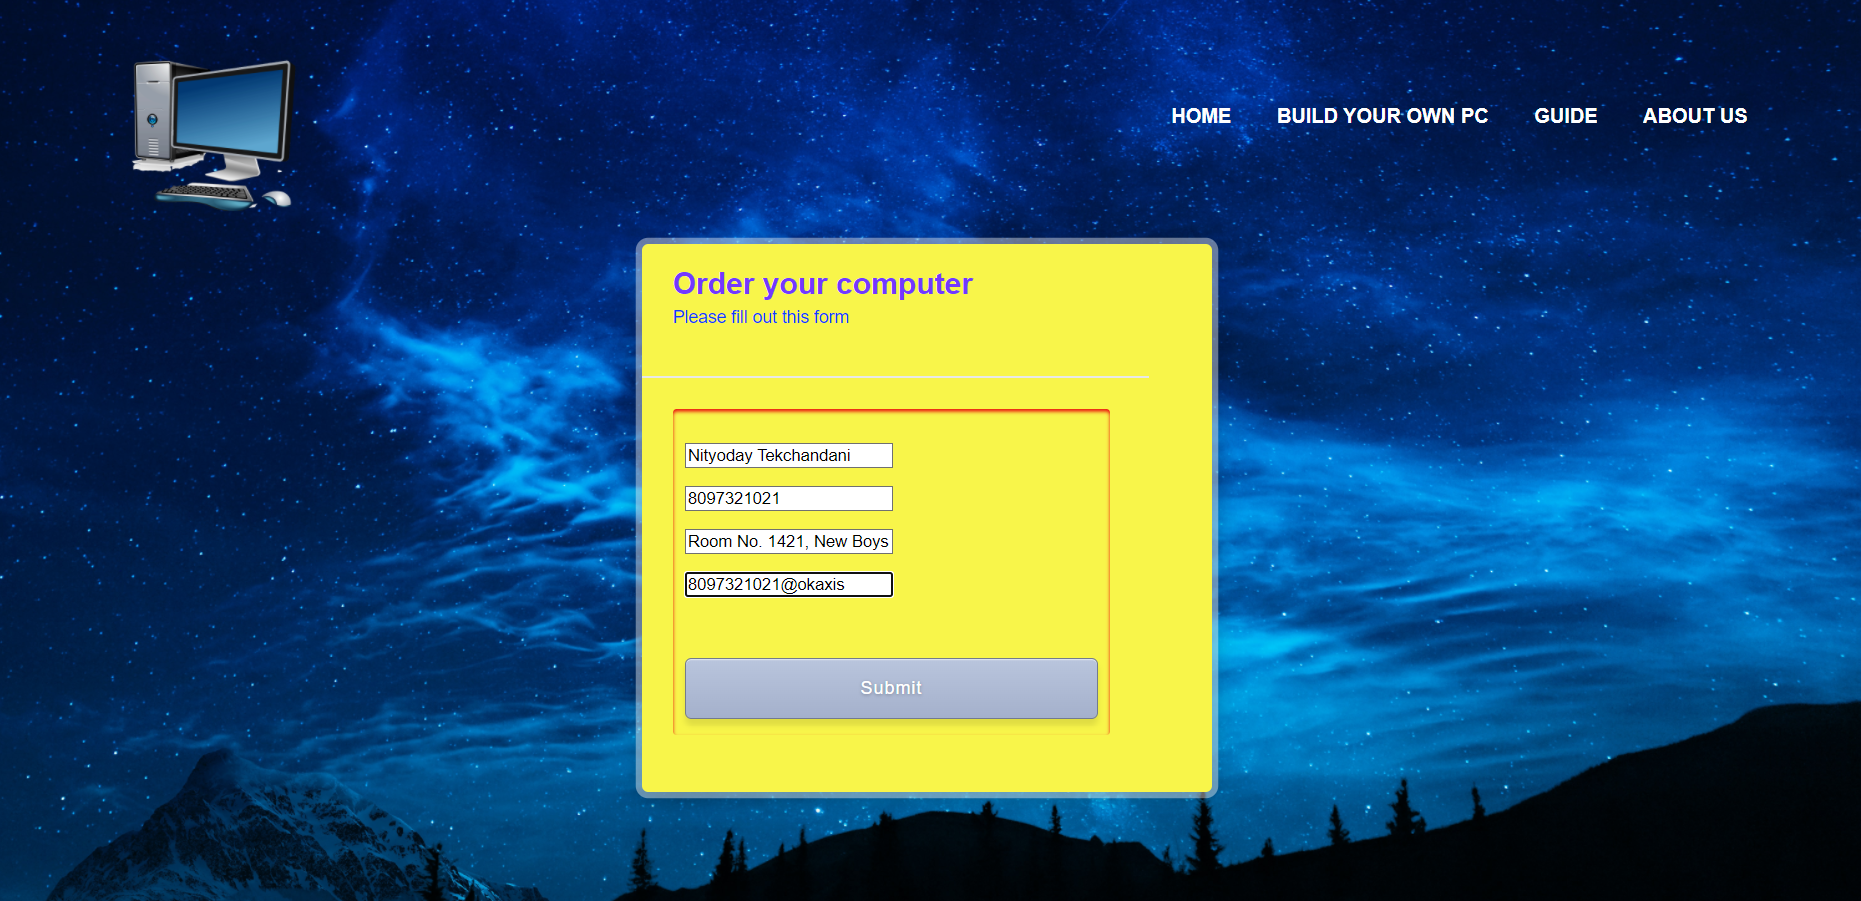 HOME BUILD YOUR OWN PC GUIDE ABOUT US
Order your computer
Please fill out this form
Nityoday Tekchandani
8097321021
Room No. 1421, New Boys
8097321021@okaxis
Submit